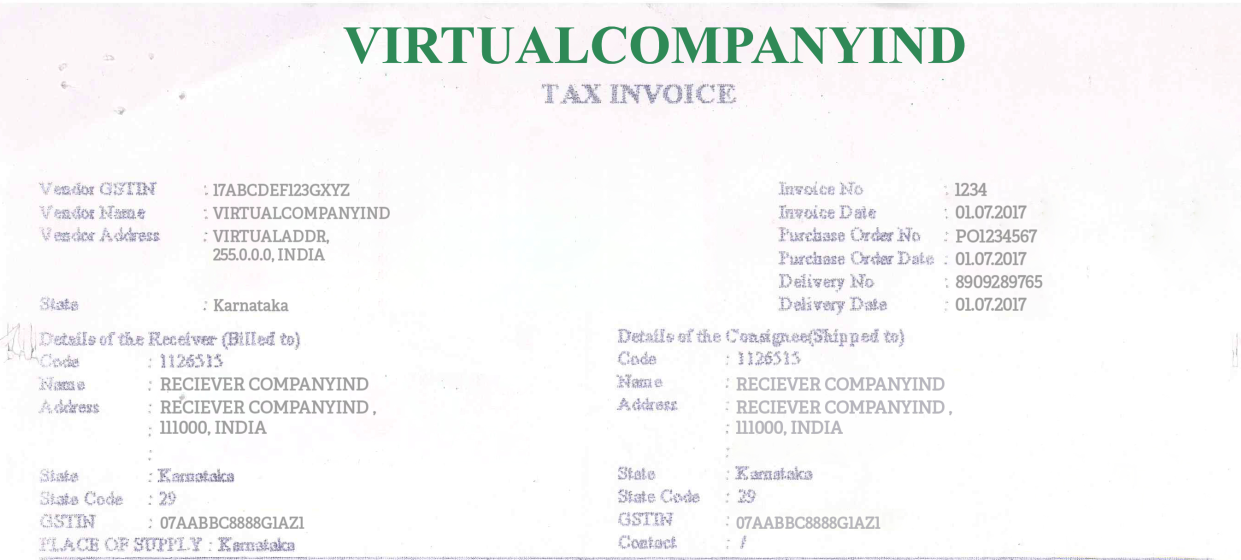 VIRTUALCOMPANYIND
TAX INVOICE
Vendor GSTIN : 17ABCDEF123GXYZ
Vendor Name : VIRTUALCOMPANYIND
Vendor Address : VIRTUALADDR,
255.0.0.0, INDIA
State : Karnataka
Invoice No : 1234
Invoice Date : 01.07.2017
Purchase Order No : PO1234567
Purchase Order Date : 01.07.2017
Delivery No : 8909289765
Delivery Date : 01.07.2017
Details of the Receiver (Billed to)
Code : 1126515
Name : RECIEVER COMPANYIND
Address : RECIEVER COMPANYIND ,
: 111000, INDIA
:
State : Karnataka
State Code : 29
GSTIN : 07AABBC8888G1AZ1
PLACE OF SUPPLY : Karnataka
Details of the Consignee(Shipped to)
Code : 1126515
Name : RECIEVER COMPANYIND
Address : RECIEVER COMPANYIND ,
: 111000, INDIA
:
State : Karnataka
State Code : 29
GSTIN : 07AABBC8888G1AZ1
Contact : /